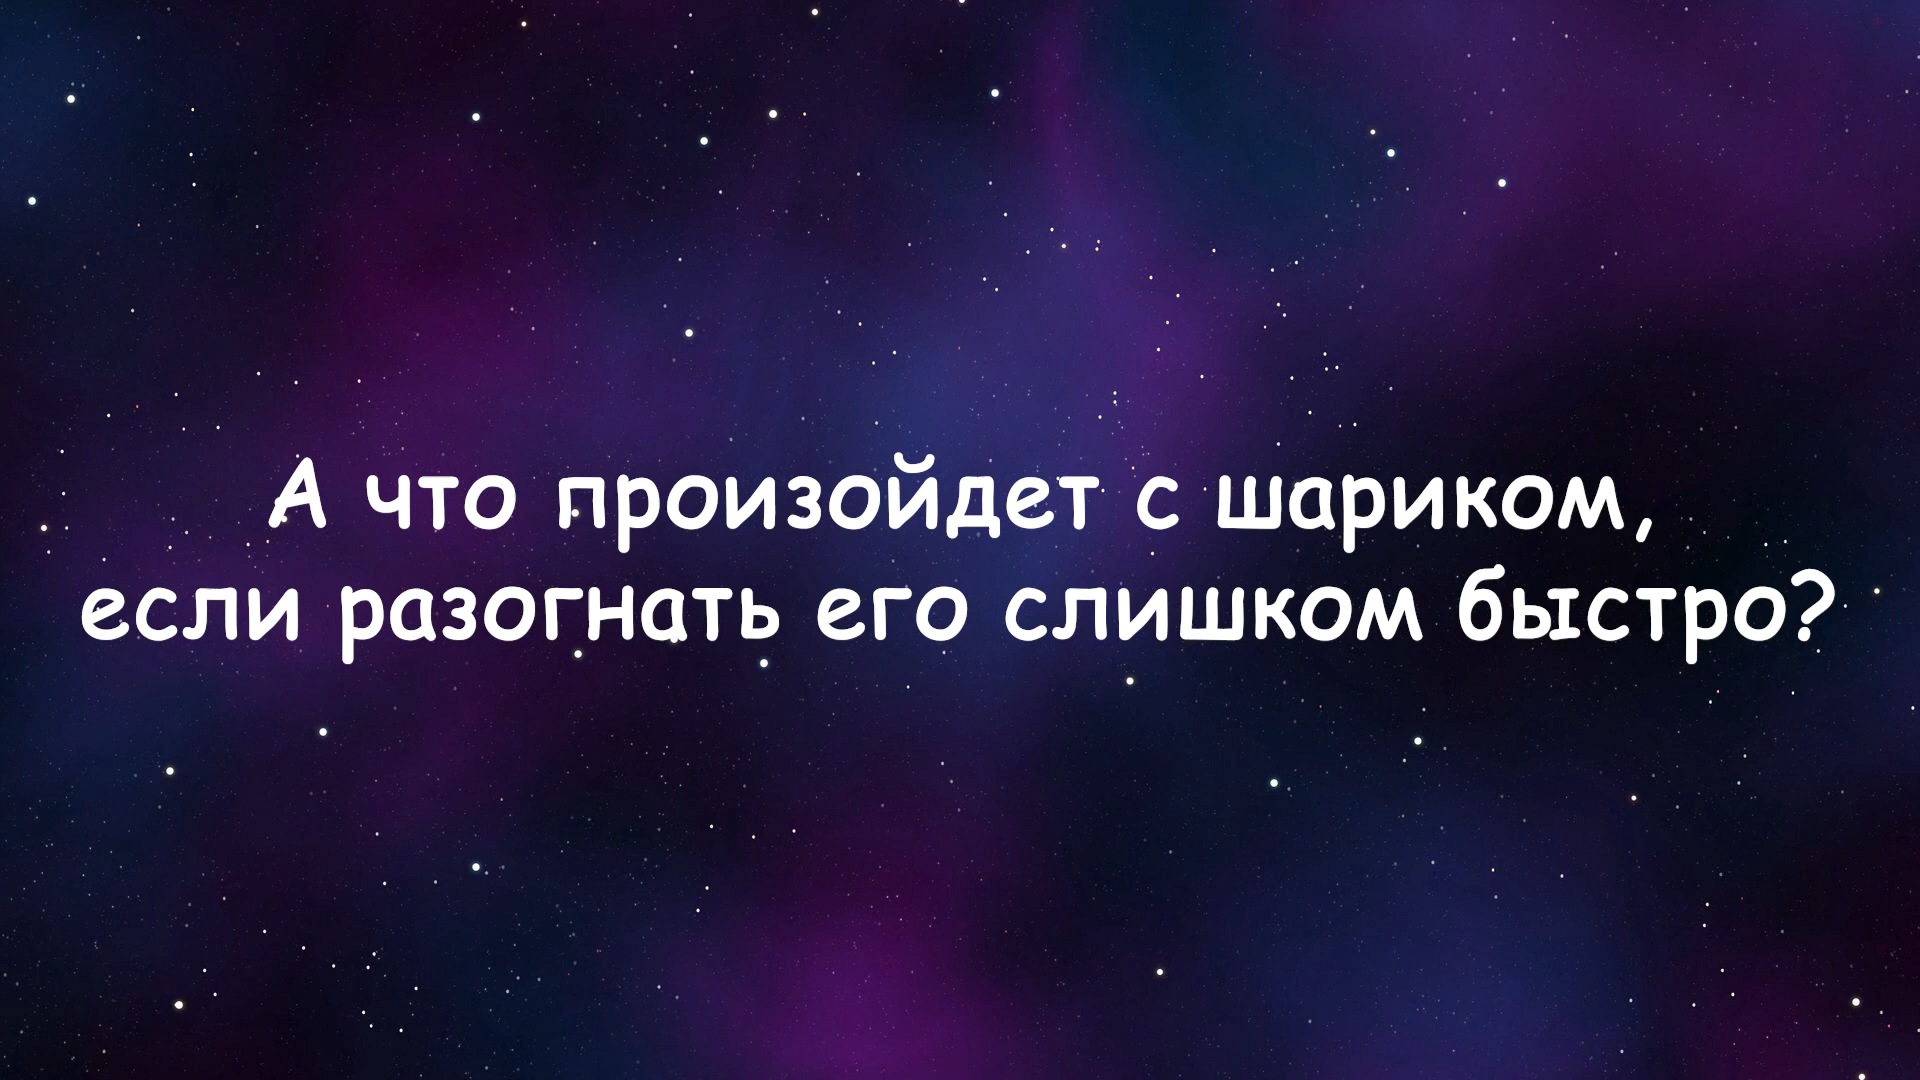 А что произойдет с шариком,
если разогнать его слишком быстро?